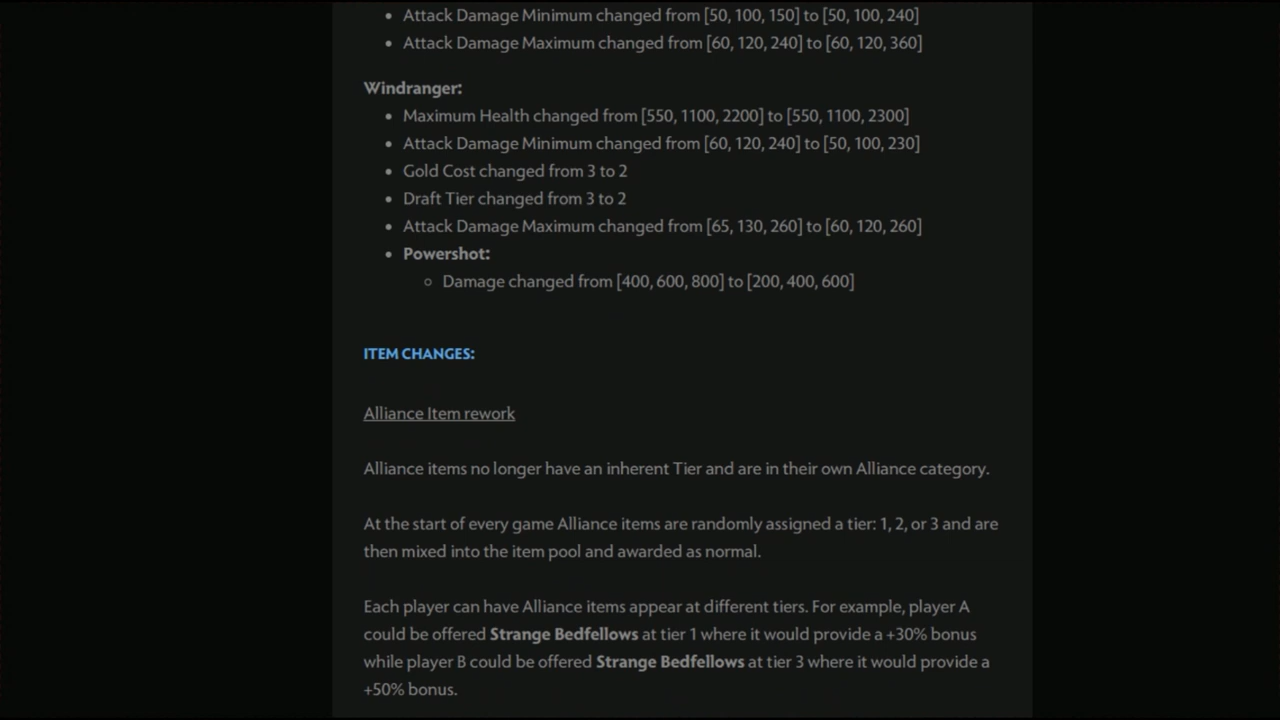 Attack Damage Minimum changed from [50, 100, 150] to [50, 100, 240]
Attack Damage Maximum changed from [60, 120, 240] to [60, 120, 360]
Windranger:
Maximum Health changed from [550, 1100, 2200] to [550, 1100, 2300]
Attack Damage Minimum changed from [60, 120, 240] to [50, 100, 230]
Gold Cost changed from 3 to 2
Draft Tier changed from 3 to 2
Attack Damage Maximum changed from [65, 130, 260] to [60, 120, 260]
Powershot:
Damage changed from [400, 600, 800] to [200, 400, 600]
ITEM CHANGES:
Alliance Item rework
Alliance items no longer have an inherent Tier and are in their own Alliance category.
At the start of every game Alliance items are randomly assigned a tier: 1, 2, or 3 and are
then mixed into the item pool and awarded as normal.
Each player can have Alliance items appear at different tiers. For example, player A
could be offered Strange Bedfellows at tier 1 where it would provide a +30% bonus
while player B could be offered Strange Bedfellows at tier 3 where it would provide a
+50% bonus.